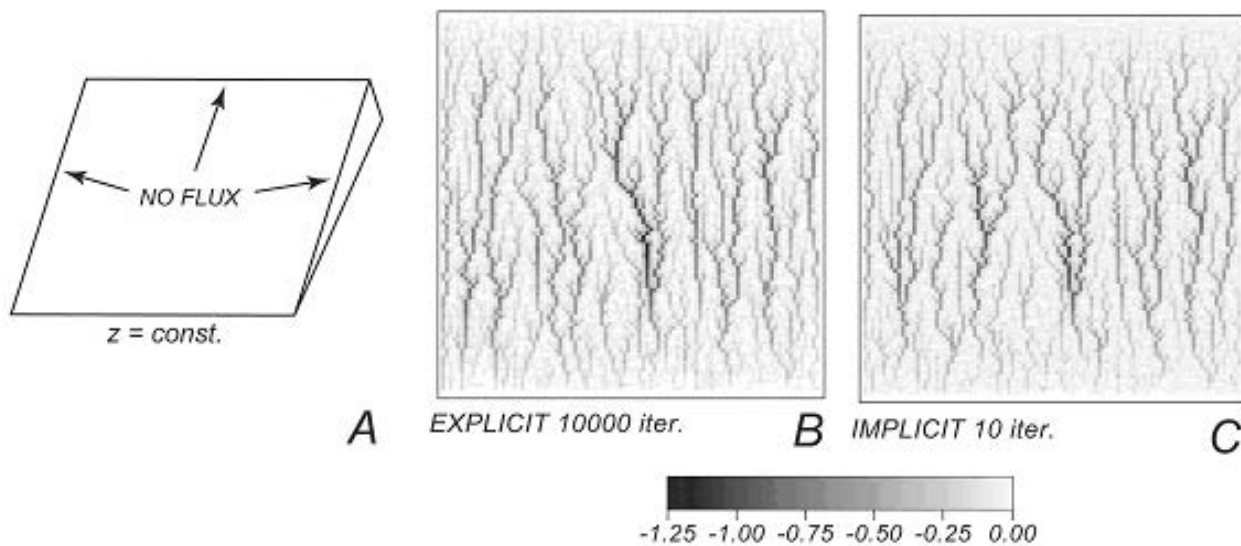 NO FLUX
z = const.
A
EXPLICIT 10000 iter.
B
IMPLICIT 10 iter.
C
-1.25 -1.00 -0.75 -0.50 -0.25 0.00